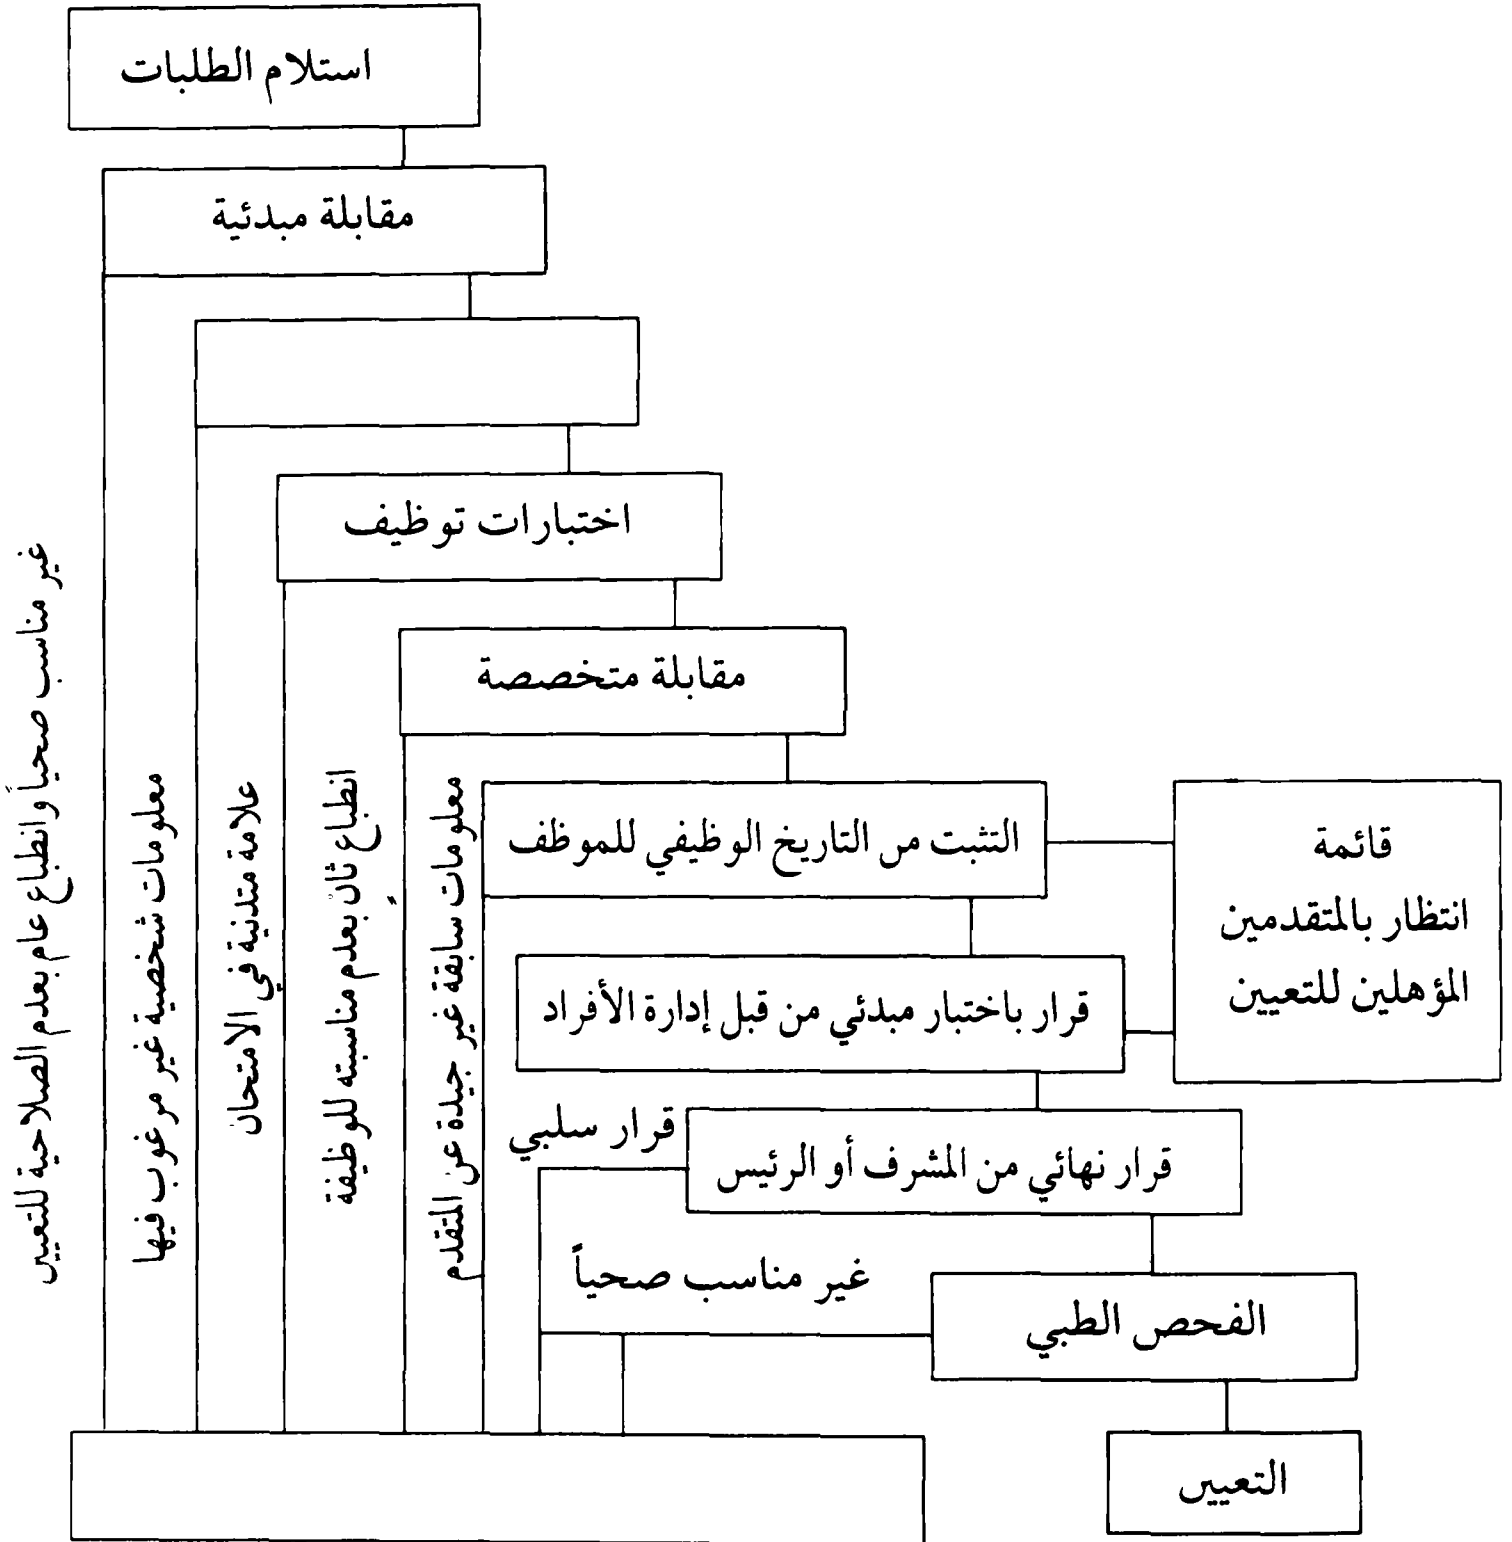 استلام الطلبات
مقابلة مبدئية
اختبارات توظيف
مقابلة متخصصة
التثبت من التاريخ الوظيفي للموظف
قائمة
انتظار بالمتقدمين
المؤهلين للتعيين
قرار باختبار مبدئي من قبل إدارة الأفراد
قرار نهائي من المشرف أو الرئيس
قرار سلبي
الفحص الطبي
غير مناسب صحياً
التعيين
غير مناسب صحياً وانطباع عام بعدم الصلاحية للتعيين
معلومات شخصية غير مرغوب فيها
علامة متدنية في الامتحان
انطباع ثانٍ بعدم مناسبته للوظيفة
معلومات سابقة غير جيدة عن المتقدم